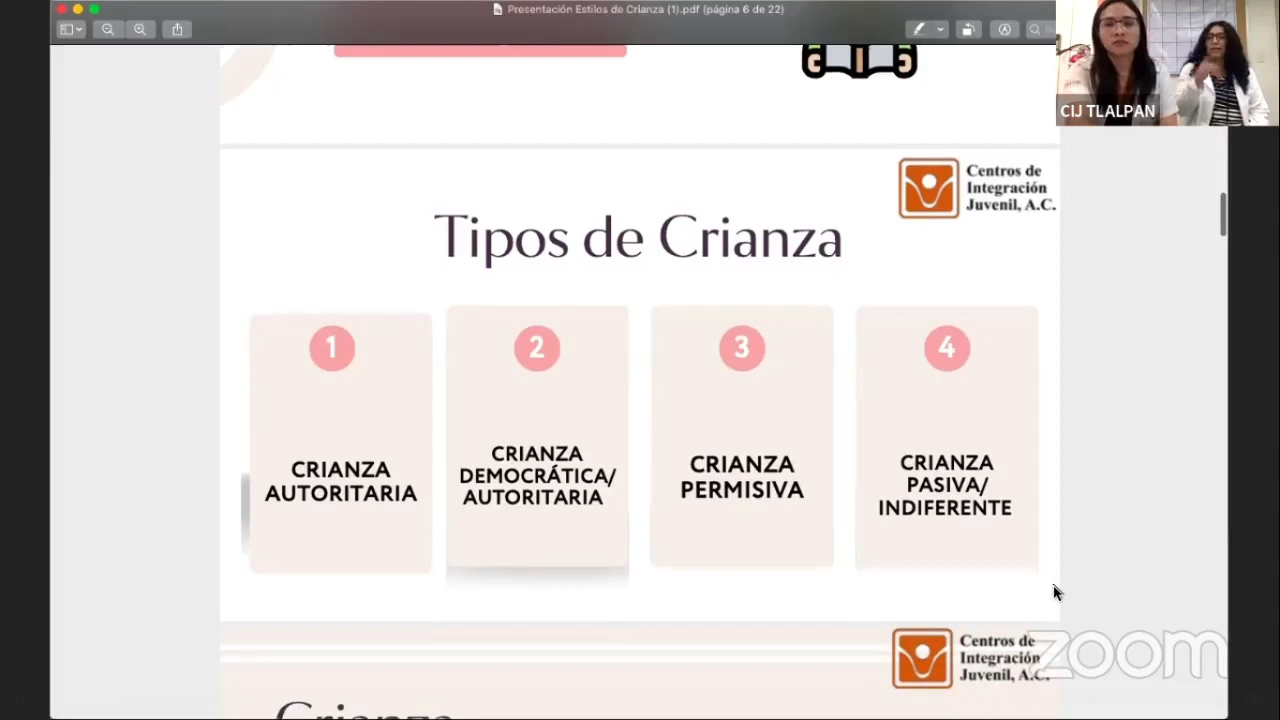 Presentación Estilos de Crianza (1).pdf (página 6 de 22)
CIJ TLALPAN
Centros de
Integración
Juvenil, A.C.
Tipos de Crianza
1
CRIANZA
AUTORITARIA
2
CRIANZA
DEMOCRÁTICA/
AUTORITARIA
3
CRIANZA
PERMISIVA
4
CRIANZA
PASIVA/
INDIFERENTE
Centros de
Integración
Juvenil, A.C.
zoom
Crianza